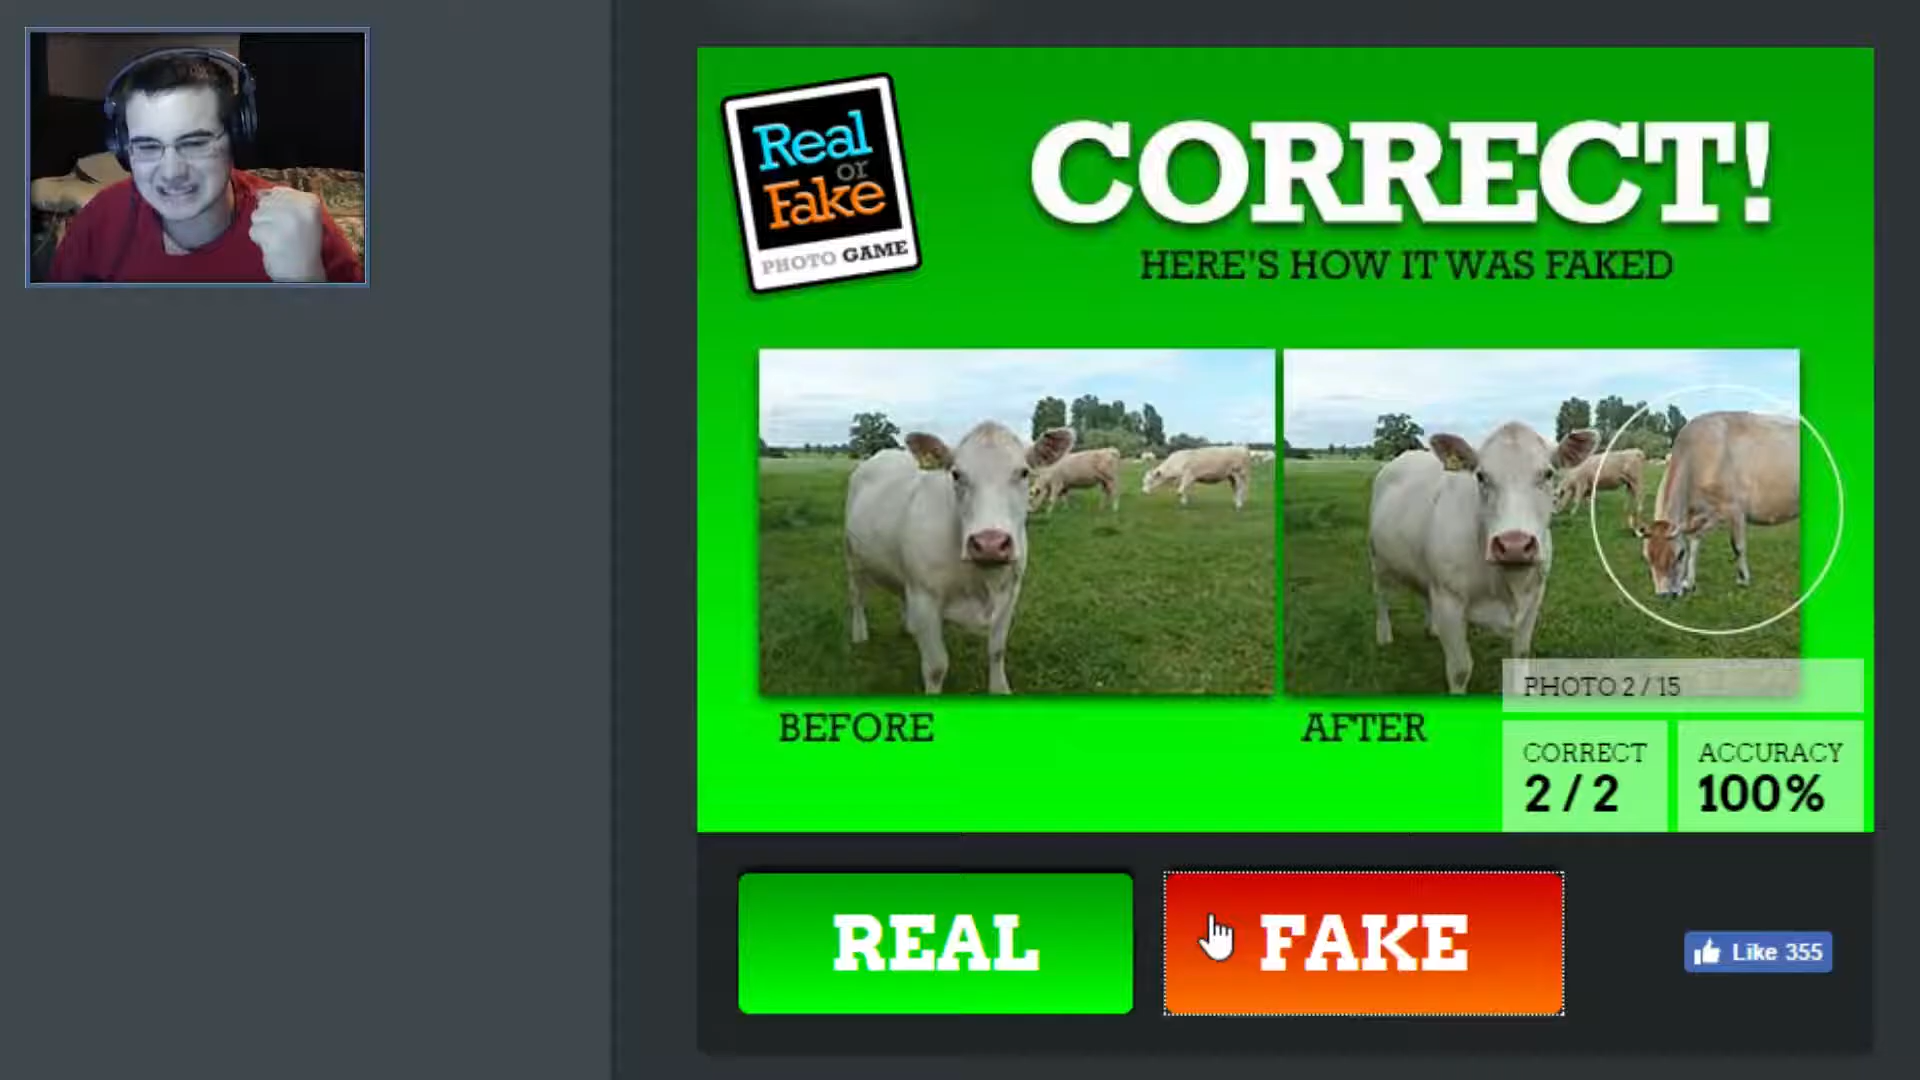 Real
or
Fake
PHOTO GAME
CORRECT!
HERE'S HOW IT WAS FAKED
BEFORE
AFTER
PHOTO 2 / 15
CORRECT
2 / 2
ACCURACY
100%
REAL
FAKE
Like 355